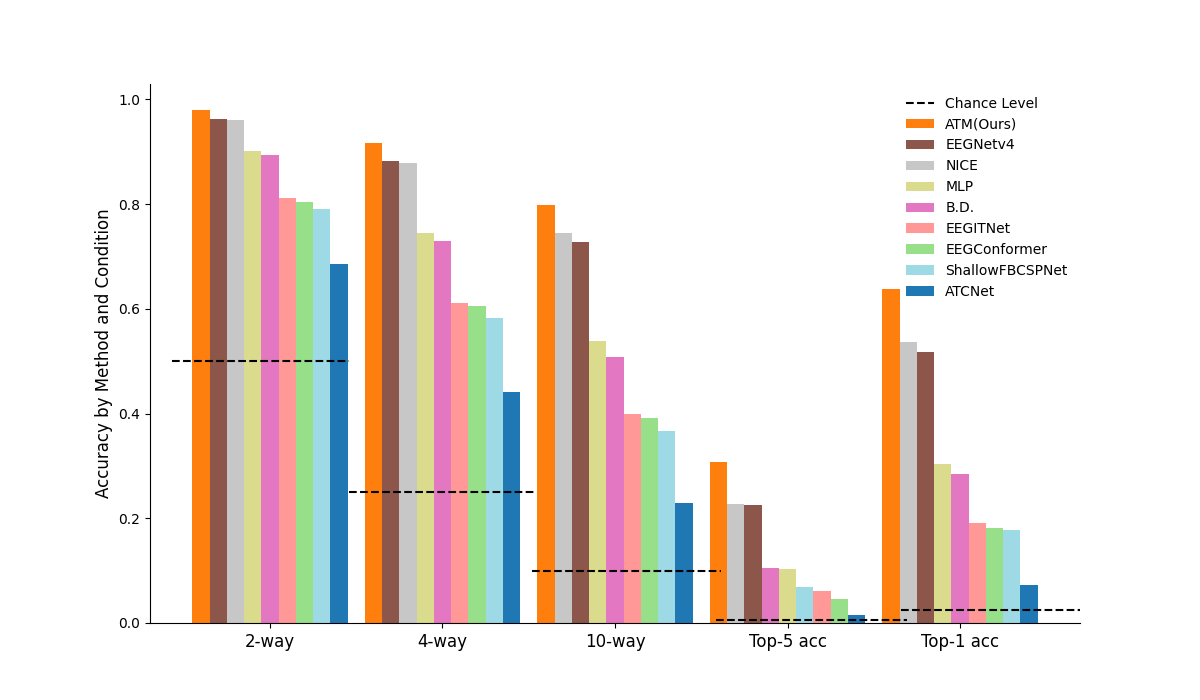 Accuracy by Method and Condition
1.0
0.8
0.6
0.4
0.2
0.0
2-way
4-way
10-way
Top-5 acc
Top-1 acc
Chance Level
ATM(Ours)
EEGNetv4
NICE
MLP
B.D.
EEGITNet
EEGConformer
ShallowFBCSPNet
ATCNet